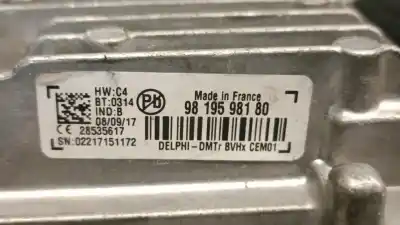 HW:C4
BT:0314
IND:B
08/09/17
28535617
SN:02217151172
Pb
Made in France
98 195 981 80
DELPHI-DMTr BVHx CEM01